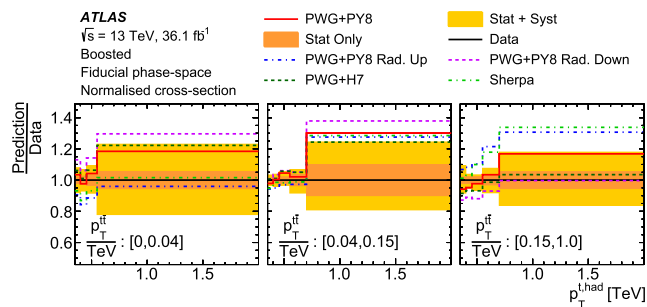 ATLAS
√s = 13 TeV, 36.1 fb⁻¹
Boosted
Fiducial phase-space
Normalised cross-section
PWG+PY8
Stat Only
PWG+PY8 Rad. Up
PWG+H7
Stat + Syst
Data
PWG+PY8 Rad. Down
Sherpa
Prediction
Data
1.4
1.2
1.0
0.8
0.6
p_T^{tt̄}/TeV : [0,0.04]
p_T^{tt̄}/TeV : [0.04,0.15]
p_T^{tt̄}/TeV : [0.15,1.0]
1.0 1.5 1.0 1.5 1.0 1.5
p_T^{t,had} [TeV]